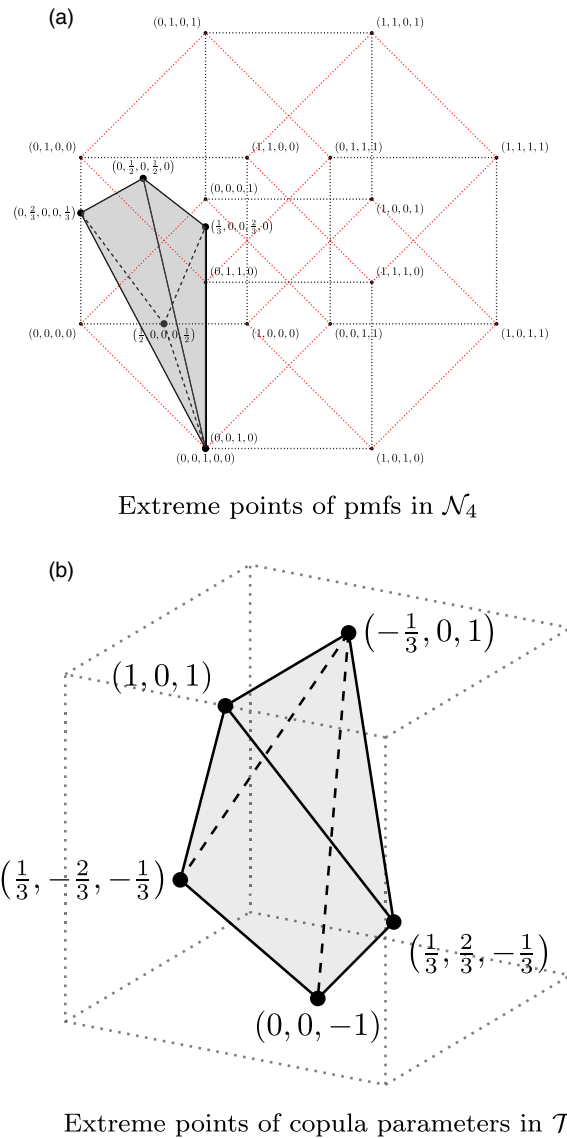 (a)
(0,1,0,1) (1,1,0,1)
(0,1,0,0) (0,½,0,½,0) (1,1,0,0) (0,1,1,1) (1,1,1,1)
(0,0,0,1) (1,0,0,1)
(0,⅔,0,0,⅓) (⅓,0,0,⅔,0)
(0,1,1,0) (1,1,1,0)
(0,0,0,0) (½,0,0,0,½) (1,0,0,0) (0,0,1,1) (1,0,1,1)
(0,0,1,0) (1,0,1,0)
(0,0,1,0,0)
Extreme points of pmfs in 𝒩₄
(b)
(−⅓, 0, 1)
(1, 0, 1)
(⅓, −⅔, −⅓)
(⅓, ⅔, −⅓)
(0, 0, −1)
Extreme points of copula parameters in 𝒯